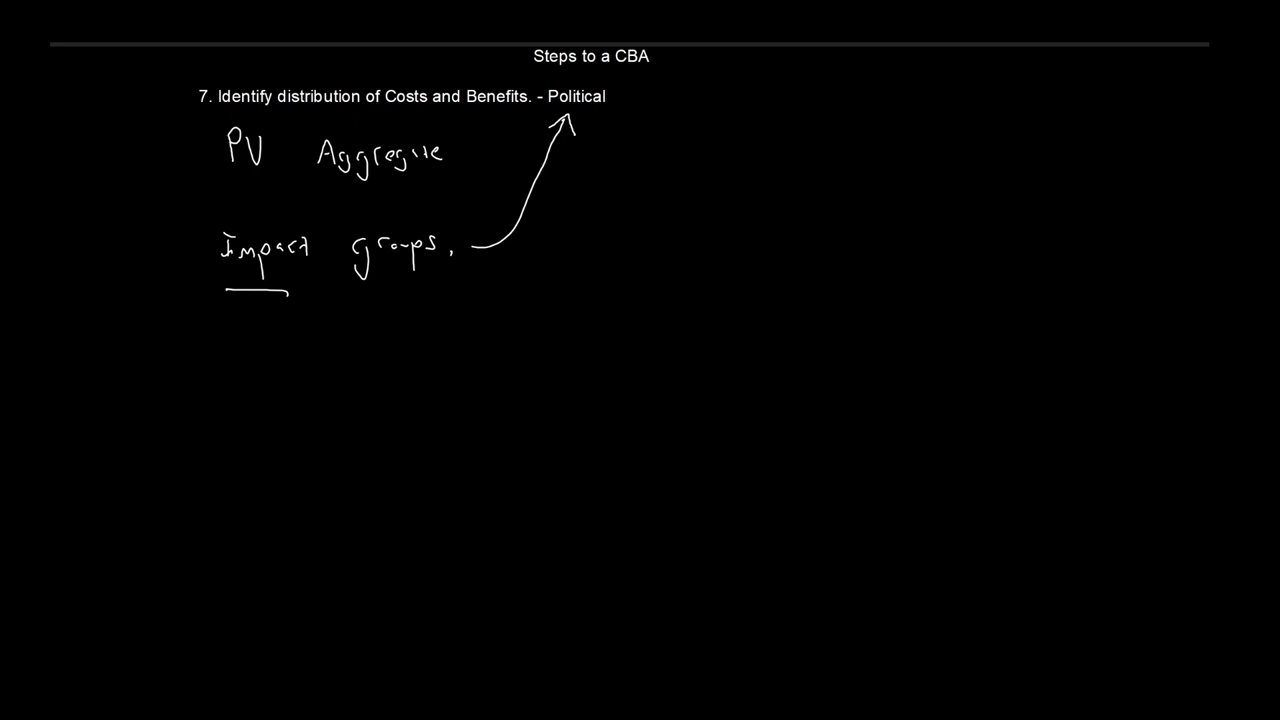 Steps to a CBA
7. Identify distribution of Costs and Benefits. - Political
PV Aggregate
Impact groups.